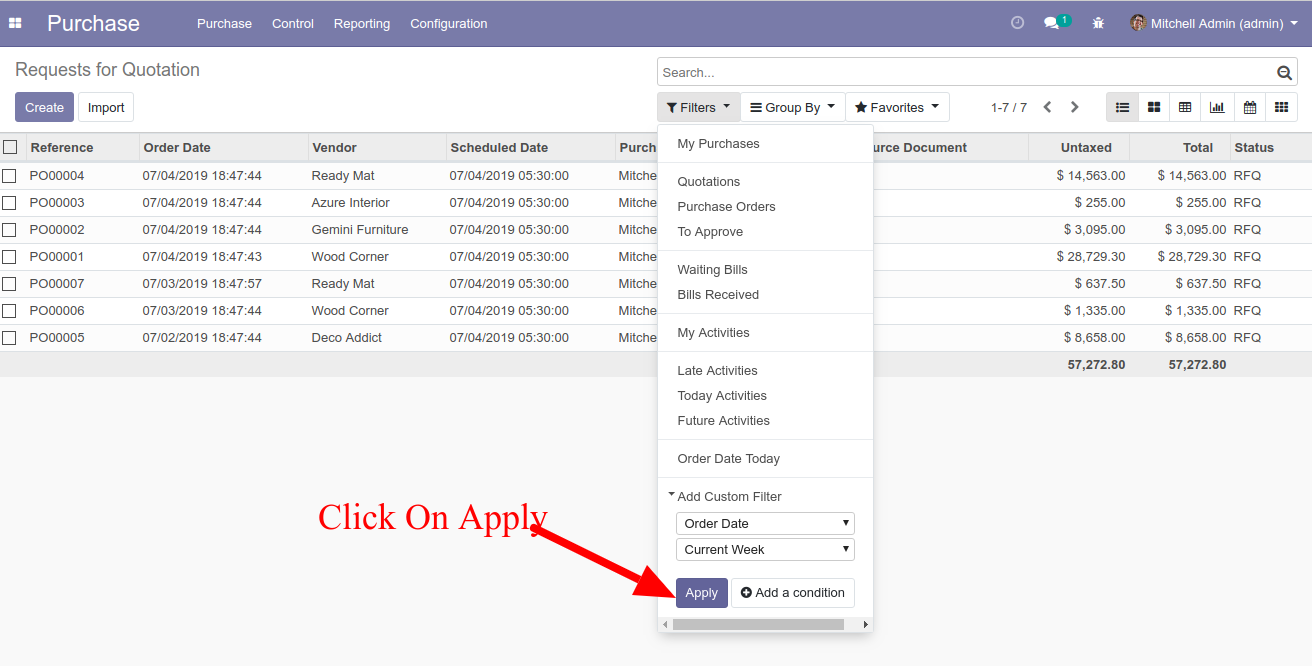 Purchase Purchase Control Reporting Configuration 1 Mitchell Admin (admin)
Requests for Quotation Search...
Create Import Filters Group By Favorites 1-7 / 7
Reference Order Date Vendor Scheduled Date Purch urce Document Untaxed Total Status
PO00004 07/04/2019 18:47:44 Ready Mat 07/04/2019 05:30:00 Mitche $ 14,563.00 $ 14,563.00 RFQ
PO00003 07/04/2019 18:47:44 Azure Interior 07/04/2019 05:30:00 Mitche $ 255.00 $ 255.00 RFQ
PO00002 07/04/2019 18:47:44 Gemini Furniture 07/04/2019 05:30:00 Mitche $ 3,095.00 $ 3,095.00 RFQ
PO00001 07/04/2019 18:47:43 Wood Corner 07/04/2019 05:30:00 Mitche $ 28,729.30 $ 28,729.30 RFQ
PO00007 07/03/2019 18:47:57 Ready Mat 07/04/2019 05:30:00 Mitche $ 637.50 $ 637.50 RFQ
PO00006 07/03/2019 18:47:44 Wood Corner 07/04/2019 05:30:00 Mitche $ 1,335.00 $ 1,335.00 RFQ
PO00005 07/02/2019 18:47:44 Deco Addict 07/04/2019 05:30:00 Mitche $ 8,658.00 $ 8,658.00 RFQ
57,272.80 57,272.80
My Purchases
Quotations
Purchase Orders
To Approve
Waiting Bills
Bills Received
My Activities
Late Activities
Today Activities
Future Activities
Order Date Today
Add Custom Filter
Order Date
Current Week
Apply Add a condition
Click On Apply